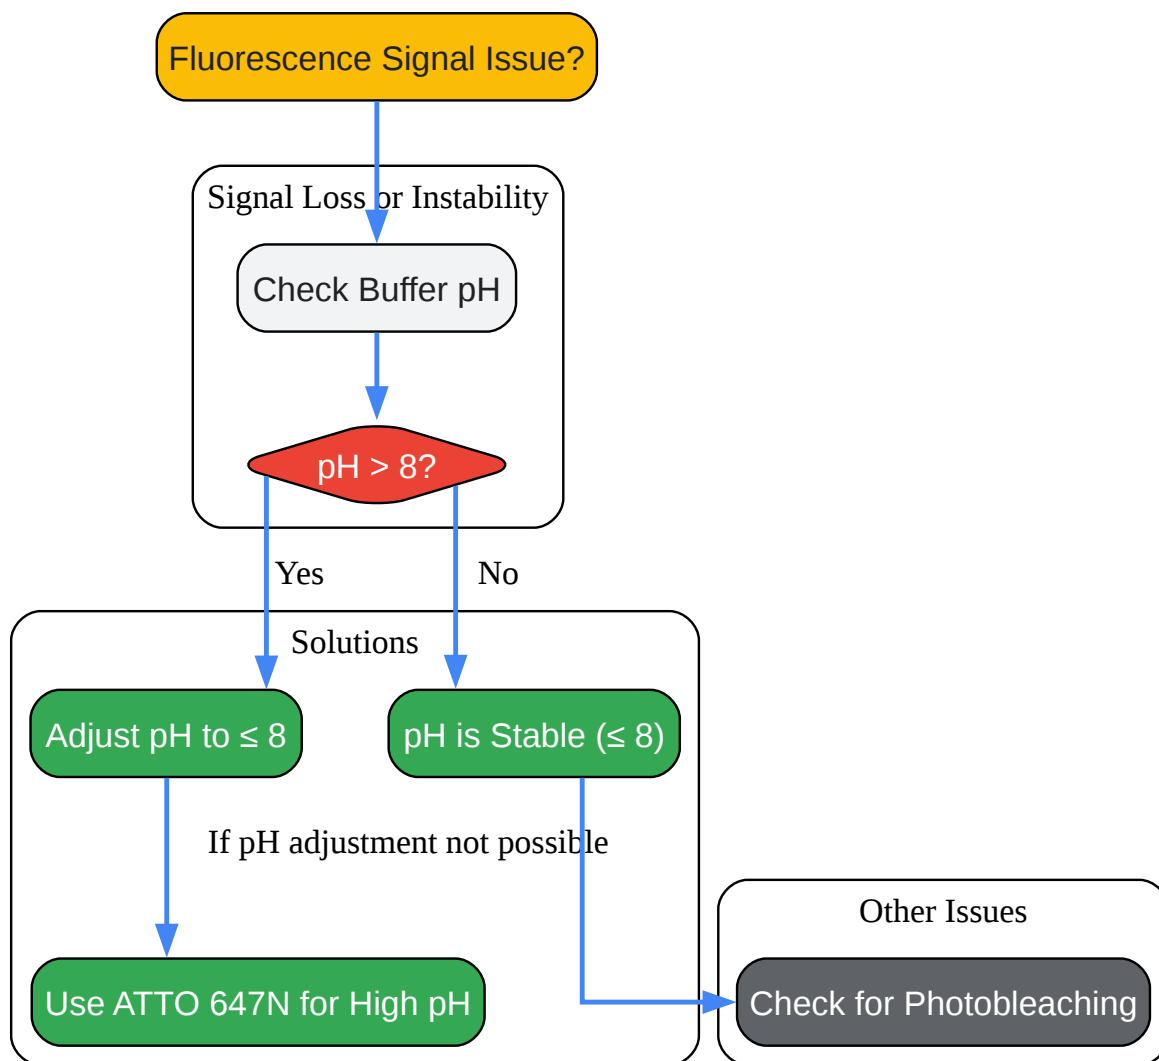 Fluorescence Signal Issue?
Signal Loss or Instability
Check Buffer pH
pH > 8?
Yes
No
Solutions
Adjust pH to ≤ 8
pH is Stable (≤ 8)
If pH adjustment not possible
Other Issues
Use ATTO 647N for High pH
Check for Photobleaching